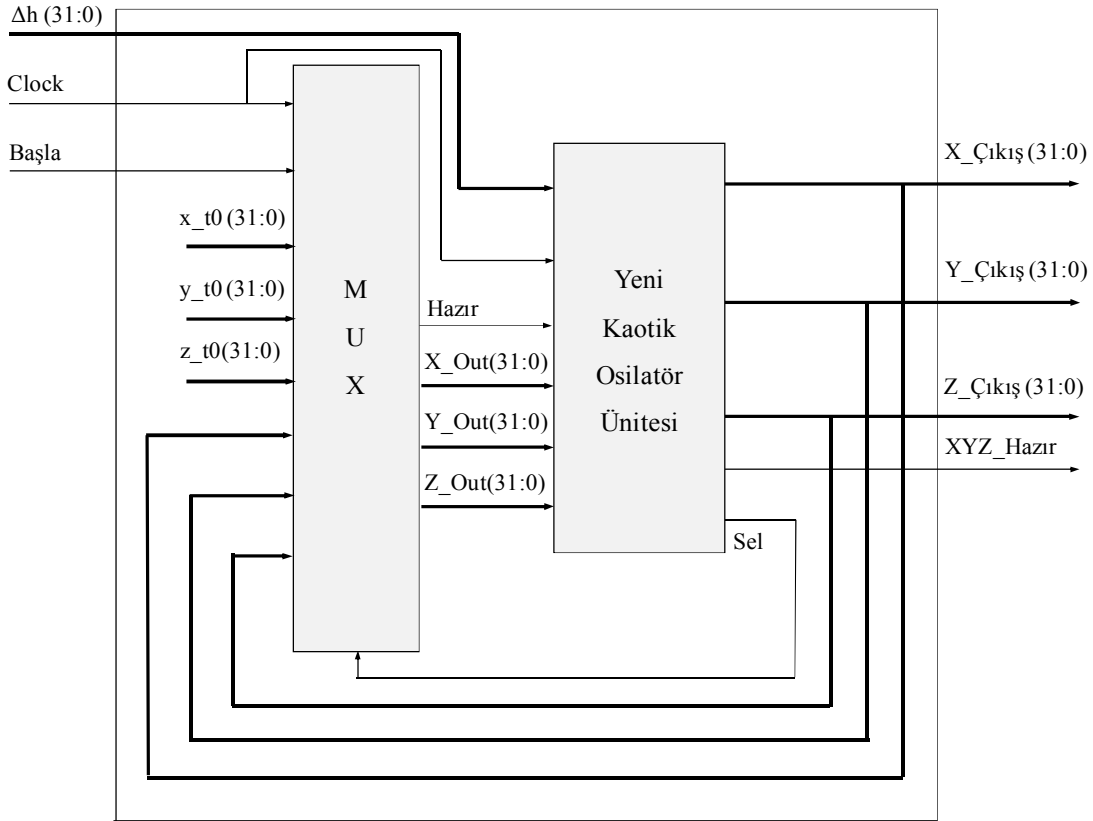 Δh (31:0)
Clock
Başla
x_t0 (31:0)
y_t0 (31:0)
z_t0(31:0)
M
U
X
Hazır
X_Out(31:0)
Y_Out(31:0)
Z_Out(31:0)
Yeni
Kaotik
Osilatör
Ünitesi
Sel
X_Çıkış (31:0)
Y_Çıkış (31:0)
Z_Çıkış (31:0)
XYZ_Hazır